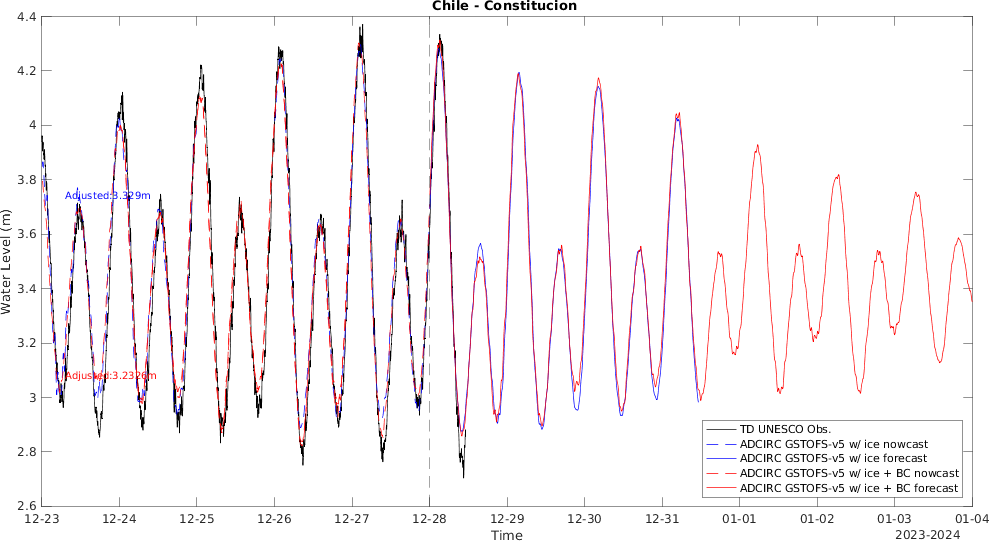 Chile - Constitucion
4.4
4.2
4
3.8
3.6
3.4
3.2
3
2.8
2.6
Water Level (m)
Adjusted:3.329m
Adjusted:3.2326m
TD UNESCO Obs.
ADCIRC GSTOFS-v5 w/ ice nowcast
ADCIRC GSTOFS-v5 w/ ice forecast
ADCIRC GSTOFS-v5 w/ ice + BC nowcast
ADCIRC GSTOFS-v5 w/ ice + BC forecast
12-23 12-24 12-25 12-26 12-27 12-28 12-29 12-30 12-31 01-01 01-02 01-03 01-04
Time
2023-2024